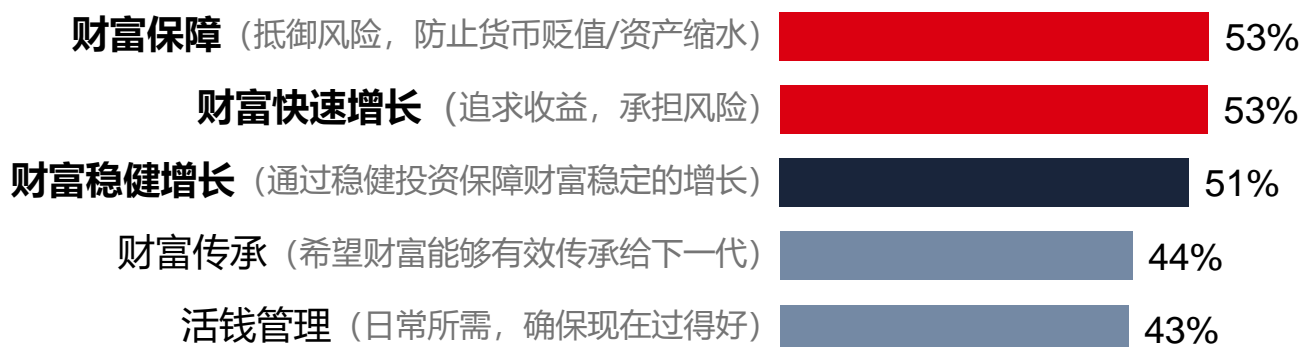 财富保障（抵御风险，防止货币贬值/资产缩水） 53%
财富快速增长（追求收益，承担风险） 53%
财富稳健增长（通过稳健投资保障财富稳定的增长） 51%
财富传承（希望财富能够有效传承给下一代） 44%
活钱管理（日常所需，确保现在过得好） 43%